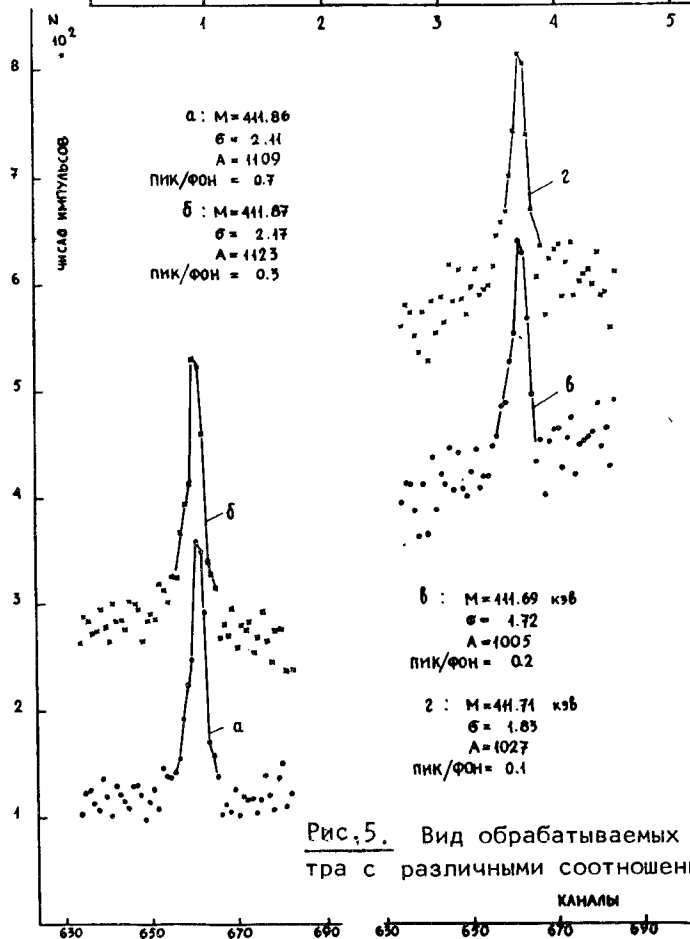 1 2 3 4 5
N
10²
8
7
6
5
4
3
2
1
ЧИСЛО ИМПУЛЬСОВ
а: М=411.86
б= 2.11
А=1109
ПИК/ФОН = 0.7
б: М=411.87
б= 2.17
А=1123
ПИК/ФОН = 0.3
г
в
б
а
в: М=411.69 кэв
б= 1.72
А=1005
ПИК/ФОН = 0.2
г: М=411.71 кэв
б= 1.83
А=1027
ПИК/ФОН= 0.1
Рис.5. Вид обрабатываемых
тра с различными соотношени
КАНАЛЫ
630 650 670 690
630 650 670 690